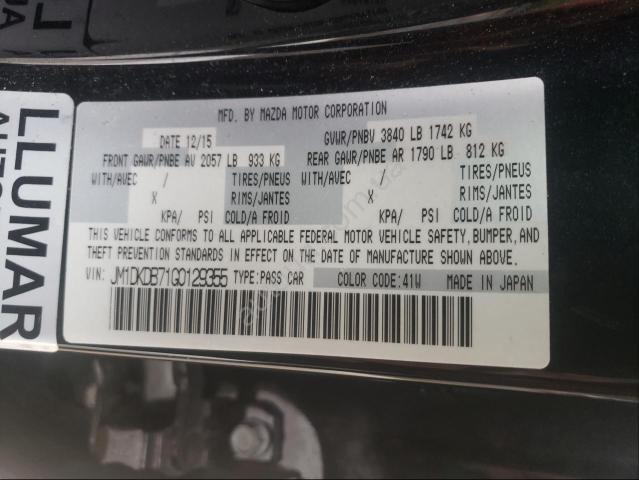 LLUMAR
MFD. BY MAZDA MOTOR CORPORATION
DATE 12/15 GVWR/PNBV 3840 LB 1742 KG
FRONT GAWR/PNBE AV 2057 LB 933 KG REAR GAWR/PNBE AR 1790 LB 812 KG
WITH/AVEC / TIRES/PNEUS WITH/AVEC / TIRES/PNEUS
X RIMS/JANTES X RIMS/JANTES
KPA/ PSI COLD/A FROID KPA/ PSI COLD/A FROID
THIS VEHICLE CONFORMS TO ALL APPLICABLE FEDERAL MOTOR VEHICLE SAFETY, BUMPER, AND
THEFT PREVENTION STANDARDS IN EFFECT ON THE DATE OF MANUFACTURE SHOWN ABOVE.
VIN: JM1DKDB71G0129355 TYPE:PASS CAR COLOR CODE:41W MADE IN JAPAN